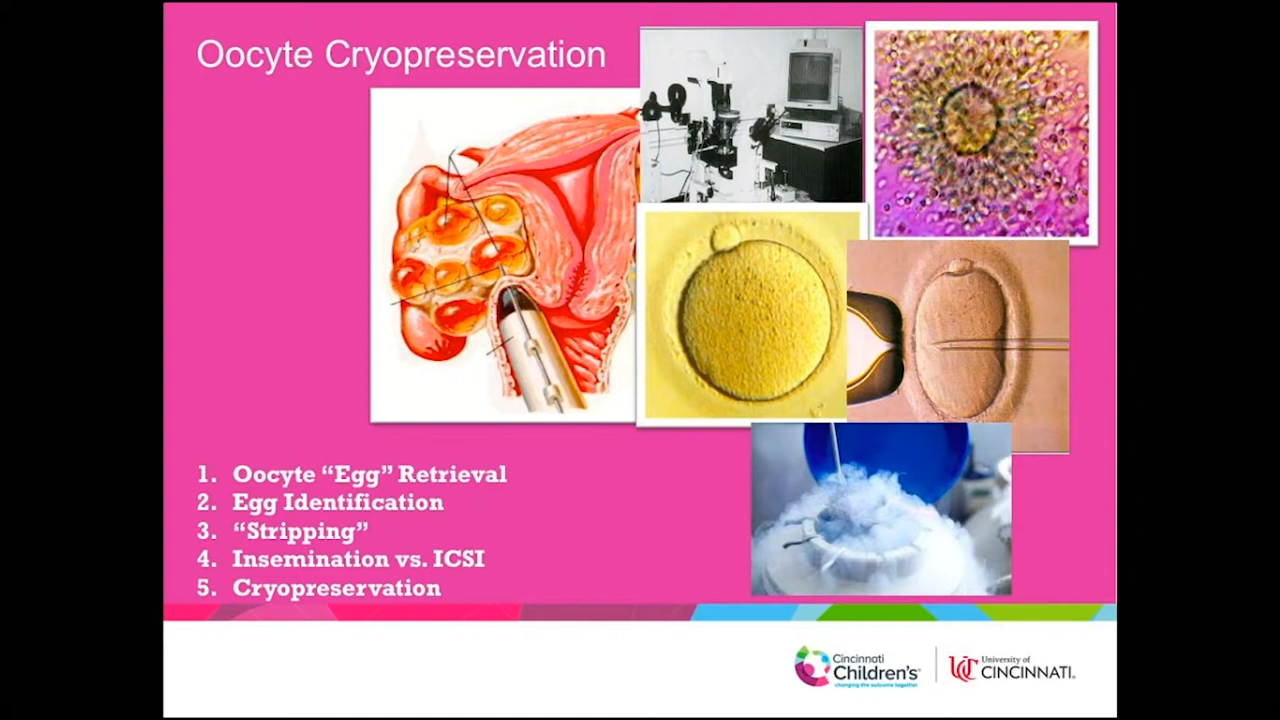 Oocyte Cryopreservation
1. Oocyte “Egg” Retrieval
2. Egg Identification
3. “Stripping”
4. Insemination vs. ICSI
5. Cryopreservation
Cincinnati
Children's
changing the outcome together
UC
University of
CINCINNATI